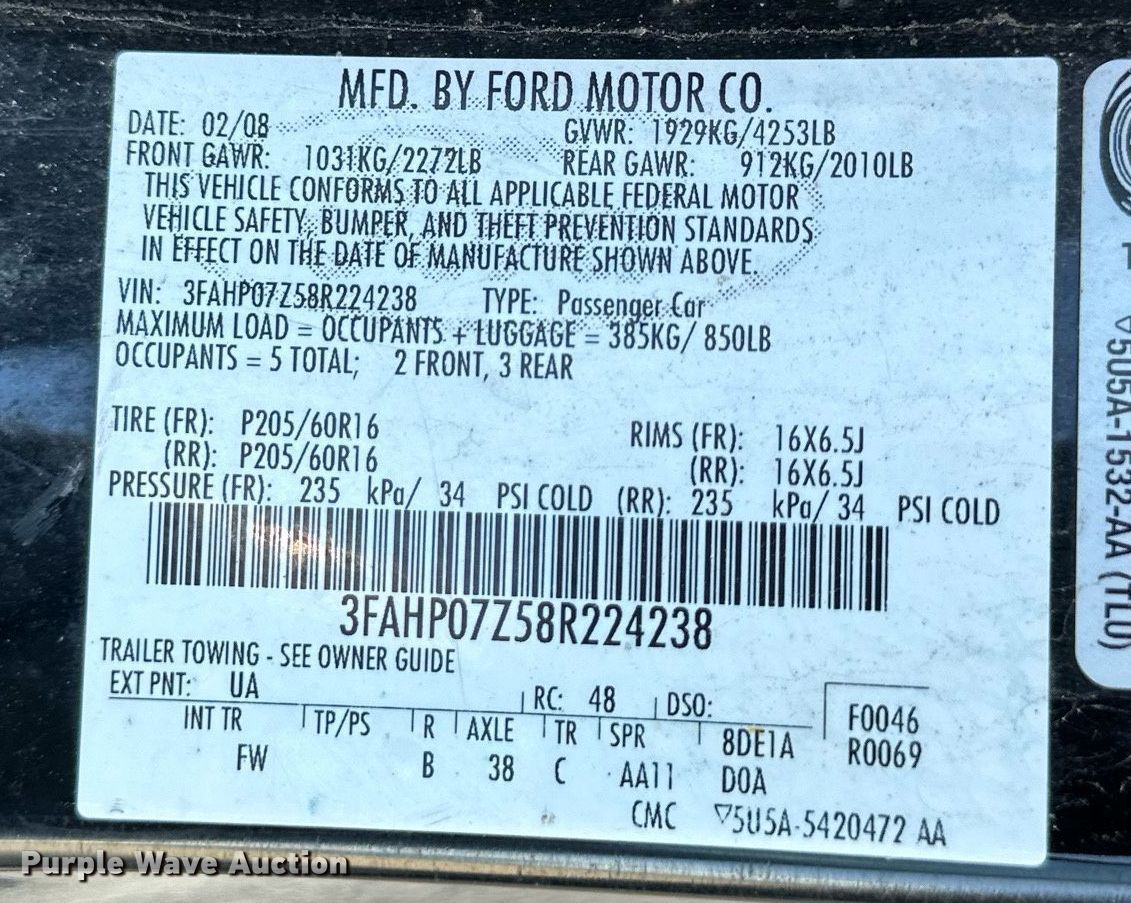 MFD. BY FORD MOTOR CO.
DATE: 02/08 GVWR: 1929KG/4253LB
FRONT GAWR: 1031KG/2272LB REAR GAWR: 912KG/2010LB
THIS VEHICLE CONFORMS TO ALL APPLICABLE FEDERAL MOTOR
VEHICLE SAFETY, BUMPER, AND THEFT PREVENTION STANDARDS
IN EFFECT ON THE DATE OF MANUFACTURE SHOWN ABOVE.
VIN: 3FAHP07Z58R224238 TYPE: Passenger Car
MAXIMUM LOAD = OCCUPANTS + LUGGAGE = 385KG/ 850LB
OCCUPANTS = 5 TOTAL; 2 FRONT, 3 REAR
TIRE (FR): P205/60R16 RIMS (FR): 16X6.5J
(RR): P205/60R16 (RR): 16X6.5J
PRESSURE (FR): 235 kPa/ 34 PSI COLD (RR): 235 kPa/ 34 PSI COLD
3FAHP07Z58R224238
TRAILER TOWING - SEE OWNER GUIDE
EXT PNT: UA RC: 48 DSO: F0046
INT TR TP/PS R AXLE TR SPR 8DE1A R0069
FW B 38 C AA11 D0A
CMC ▽5U5A-5420472 AA
▽5U5A-1532-AA (TLU)
Purple Wave Auction